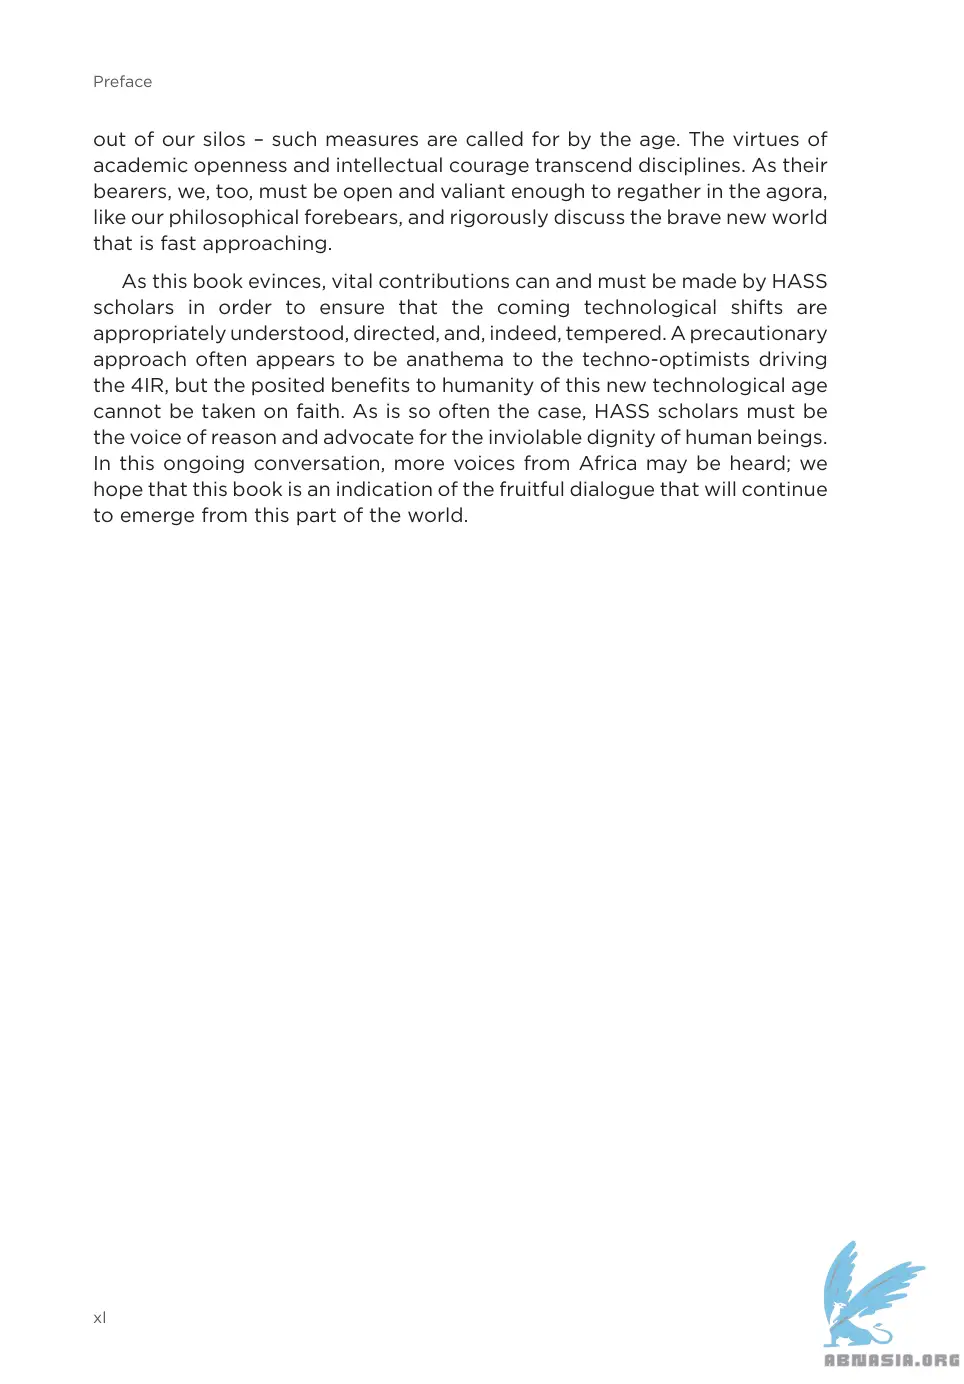 Preface
out of our silos – such measures are called for by the age. The virtues of
academic openness and intellectual courage transcend disciplines. As their
bearers, we, too, must be open and valiant enough to regather in the agora,
like our philosophical forebears, and rigorously discuss the brave new world
that is fast approaching.
As this book evinces, vital contributions can and must be made by HASS
scholars in order to ensure that the coming technological shifts are
appropriately understood, directed, and, indeed, tempered. A precautionary
approach often appears to be anathema to the techno-optimists driving
the 4IR, but the posited benefits to humanity of this new technological age
cannot be taken on faith. As is so often the case, HASS scholars must be
the voice of reason and advocate for the inviolable dignity of human beings.
In this ongoing conversation, more voices from Africa may be heard; we
hope that this book is an indication of the fruitful dialogue that will continue
to emerge from this part of the world.
xl
ABNASIA.ORG